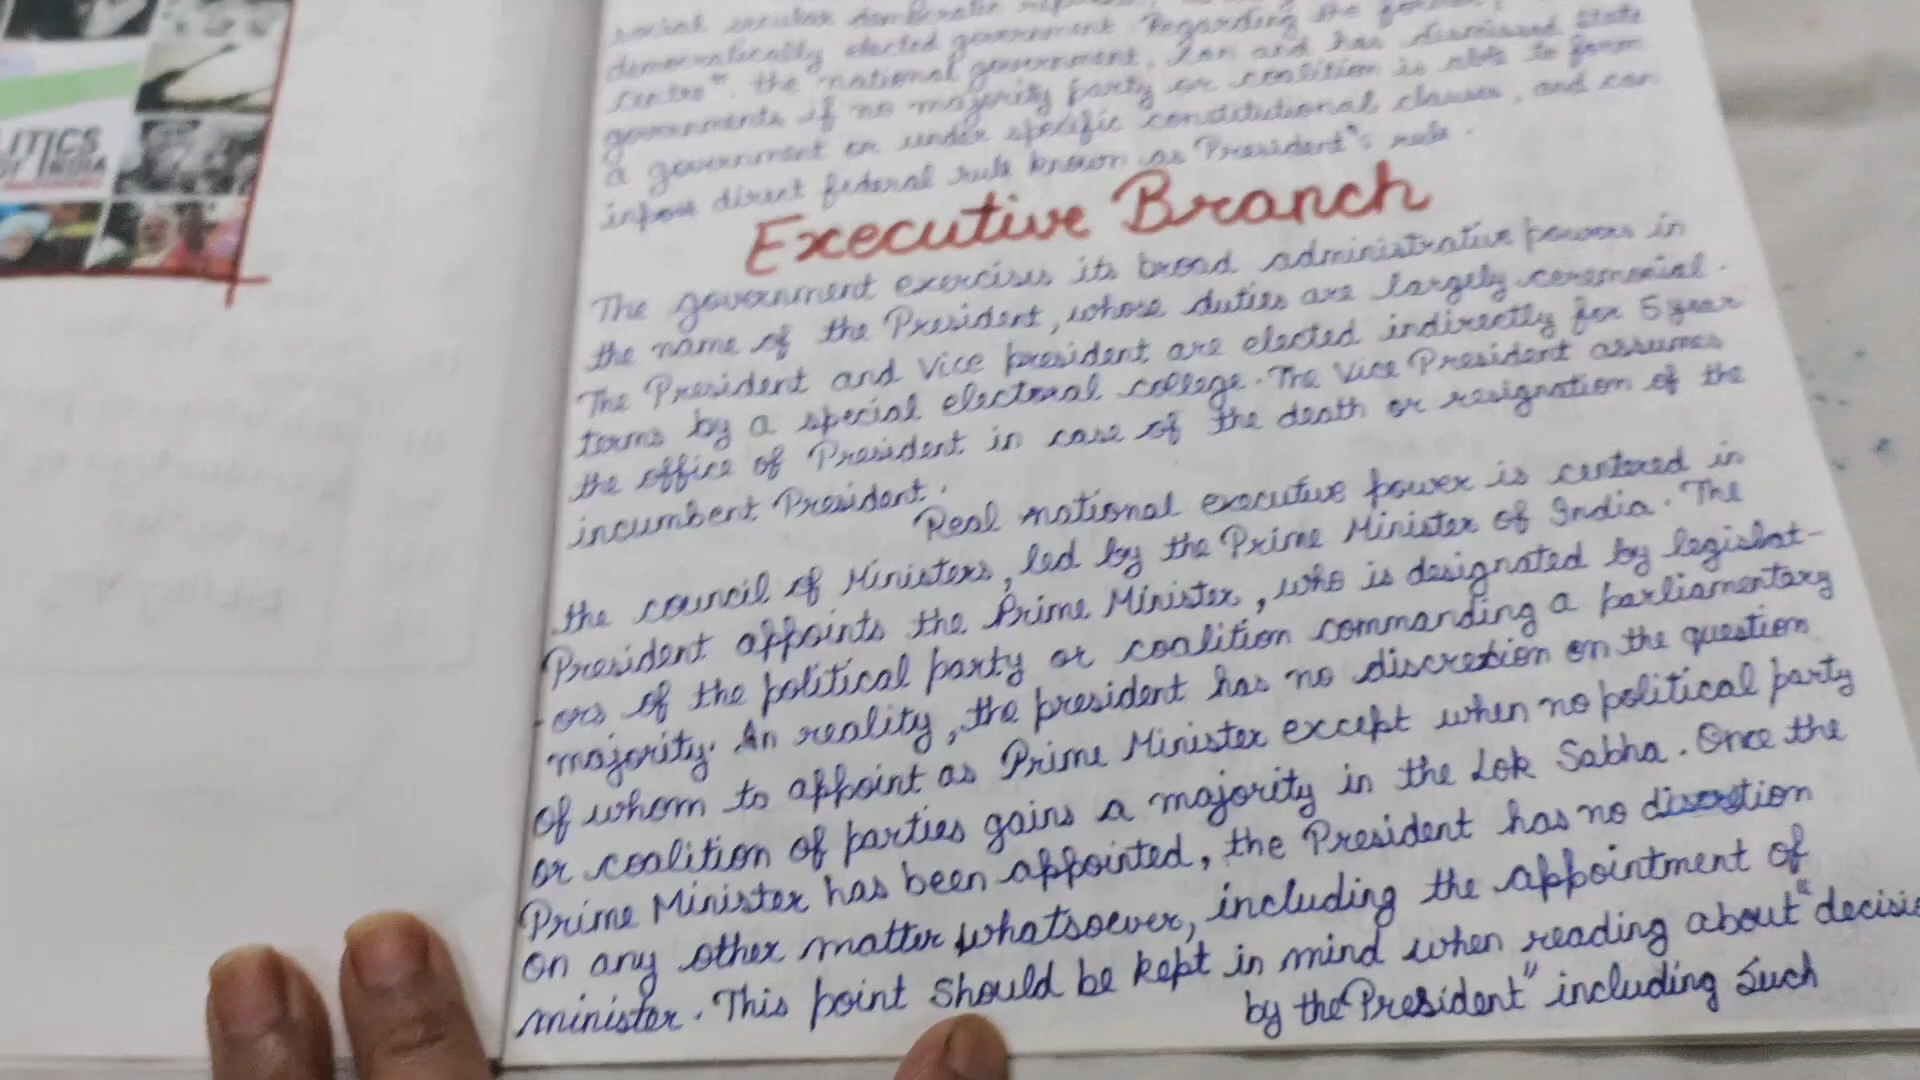 LITICS
OF INDIA
social secular democratic
democratically elected government. Regarding the
centre", the national government, can and has dismissed state
governments if no majority party or coalition is able to form
a government or under specific constitutional clauses, and can
impose direct federal rule known as President"s rule.
Executive Branch
The government exercises its broad administrative powers in
the name of the President, whose duties are largely ceremonial.
The President and Vice president are elected indirectly for 5 year
terms by a special electoral college. The Vice President assumes
the office of President in case of the death or resignation of the
incumbent President.
Real national executive power is centered in
the council of Ministers, led by the Prime Minister of India. The
President appoints the Prime Minister, who is designated by legislat-
-ors of the political party or coalition commanding a parliamentary
majority. In reality, the president has no discretion on the question
of whom to appoint as Prime Minister except when no political party
or coalition of parties gains a majority in the Lok Sabha. Once the
Prime Minister has been appointed, the President has no discretion
on any other matter whatsoever, including the appointment of
minister. This point should be kept in mind when reading about "decisio
by the President" including such